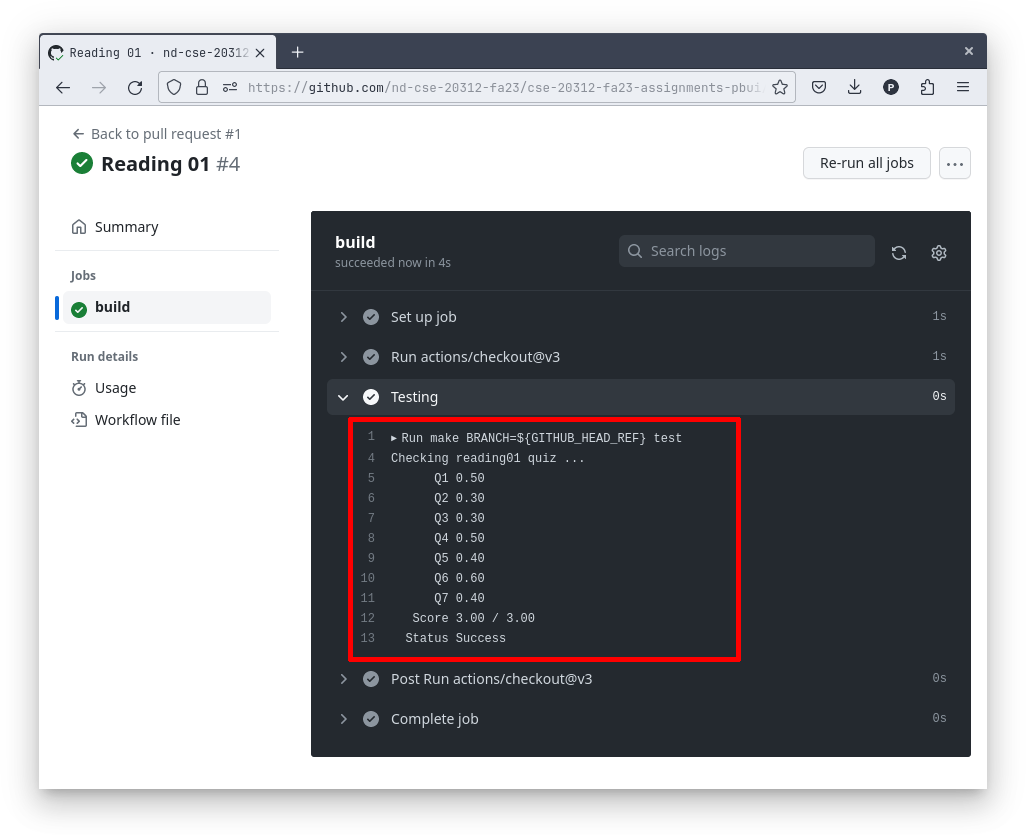 Reading 01 · nd-cse-20312
https://github.com/nd-cse-20312-fa23/cse-20312-fa23-assignments-pbui
Back to pull request #1
Reading 01 #4
Re-run all jobs
...
Summary
Jobs
build
Run details
Usage
Workflow file
build
succeeded now in 4s
Search logs
Set up job 1s
Run actions/checkout@v3 1s
Testing 0s
1 ▸ Run make BRANCH=${GITHUB_HEAD_REF} test
4 Checking reading01 quiz ...
5 Q1 0.50
6 Q2 0.30
7 Q3 0.30
8 Q4 0.50
9 Q5 0.40
10 Q6 0.60
11 Q7 0.40
12 Score 3.00 / 3.00
13 Status Success
Post Run actions/checkout@v3 0s
Complete job 0s